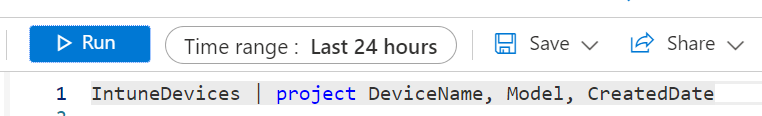 Run
Time range : Last 24 hours
Save
Share
1 IntuneDevices | project DeviceName, Model, CreatedDate